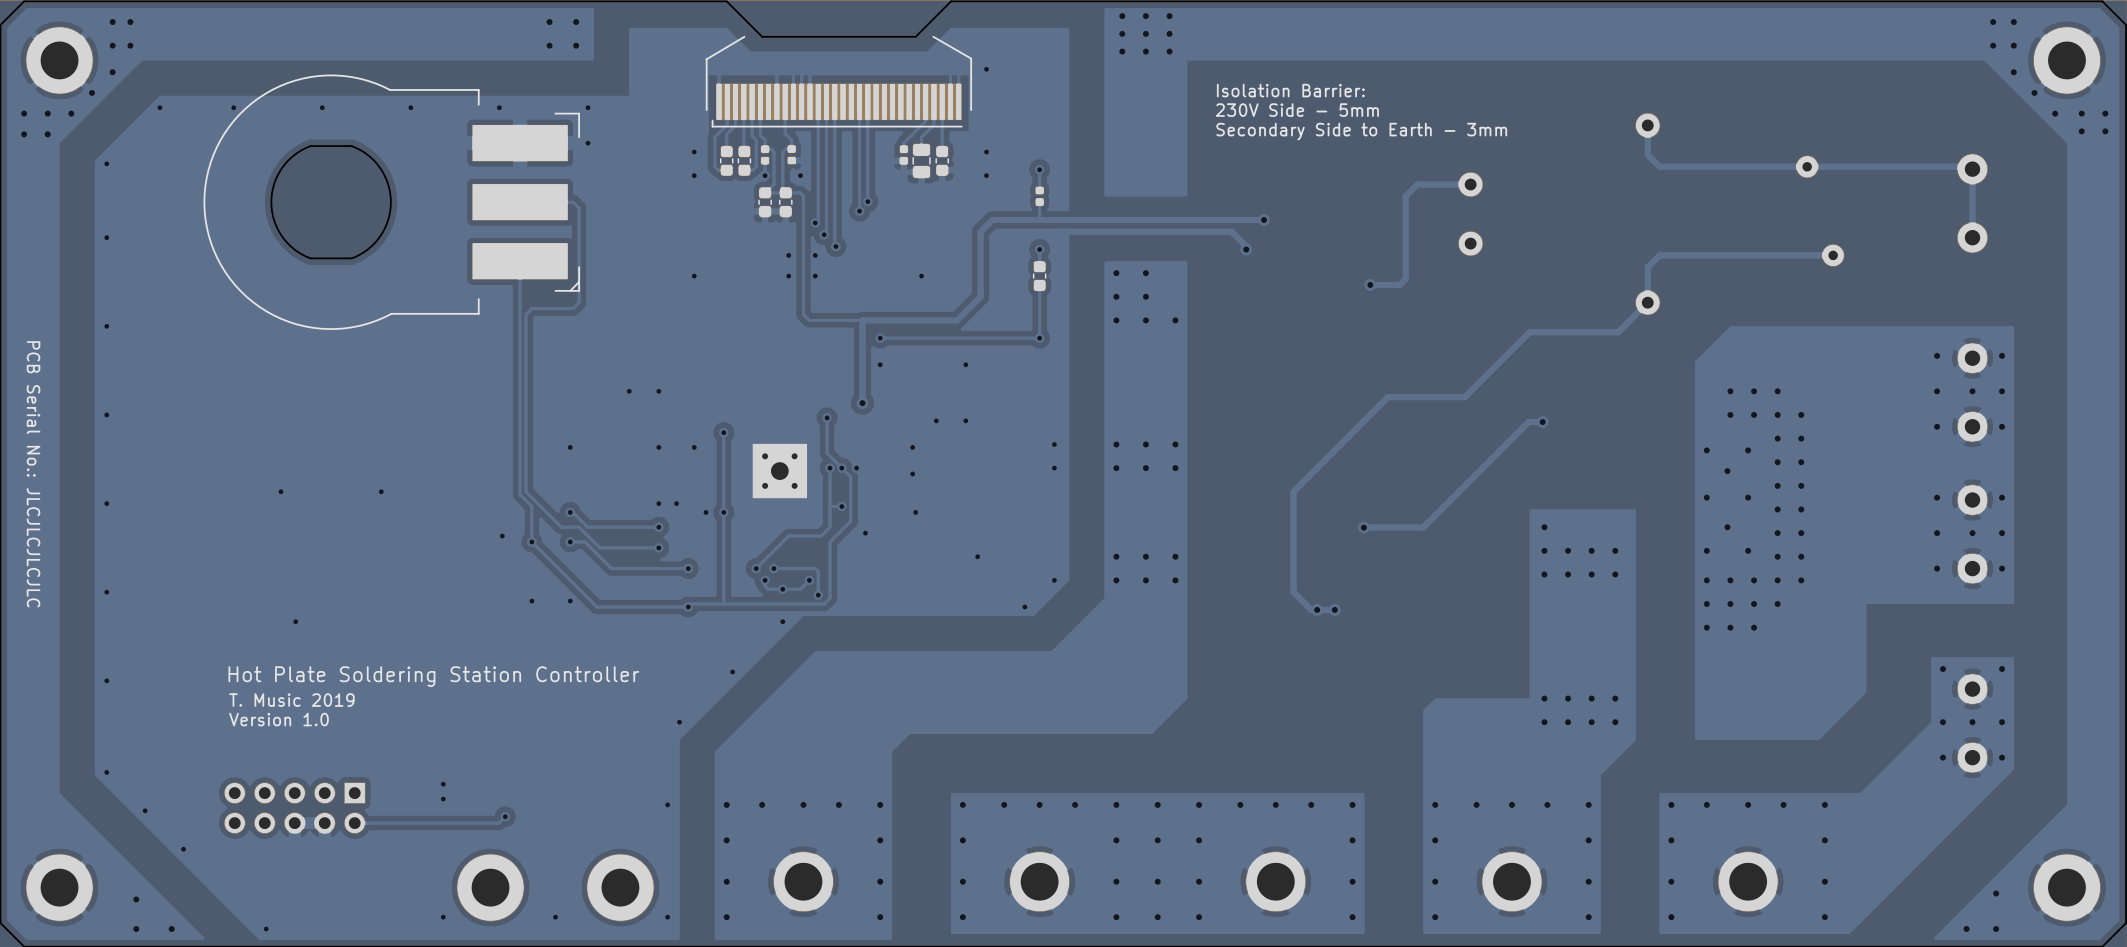 Isolation Barrier:
230V Side – 5mm
Secondary Side to Earth – 3mm
PCB Serial No.: JLCJLCJLCJLC
Hot Plate Soldering Station Controller
T. Music 2019
Version 1.0